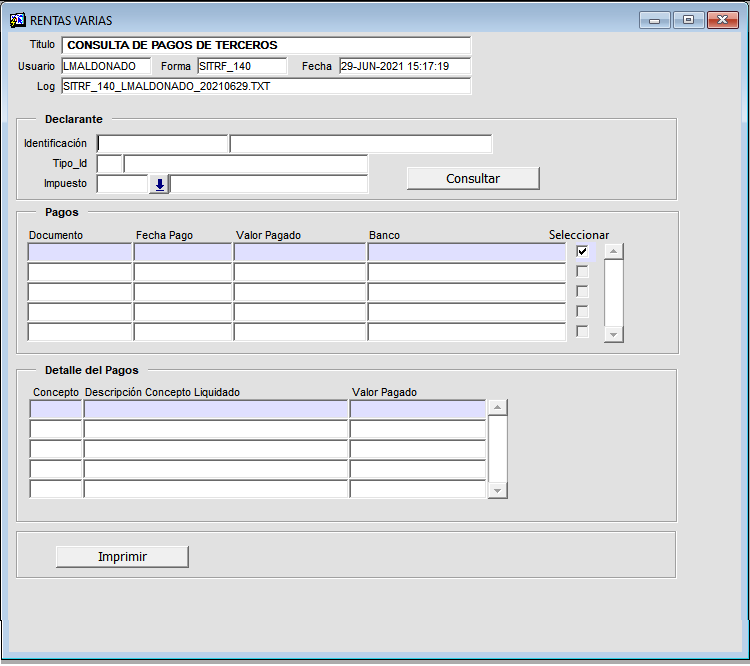 RENTAS VARIAS
Titulo CONSULTA DE PAGOS DE TERCEROS
Usuario LMALDONADO Forma SITRF_140 Fecha 29-JUN-2021 15:17:19
Log SITRF_140_LMALDONADO_20210629.TXT
Declarante
Identificación
Tipo_Id
Impuesto
Consultar
Pagos
Documento Fecha Pago Valor Pagado Banco Seleccionar
Detalle del Pagos
Concepto Descripción Concepto Liquidado Valor Pagado
Imprimir